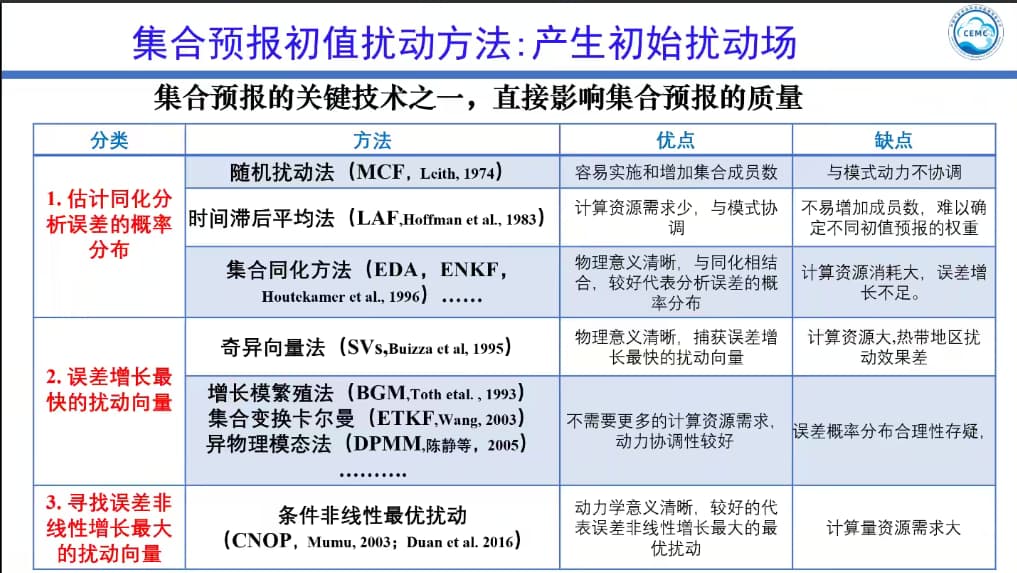 集合预报初值扰动方法:产生初始扰动场
CEMC
集合预报的关键技术之一，直接影响集合预报的质量
分类
方法
优点
缺点
1. 估计同化分
析误差的概率
分布
随机扰动法（MCF，Leith, 1974）
容易实施和增加集合成员数
与模式动力不协调
时间滞后平均法（LAF,Hoffman et al., 1983）
计算资源需求少，与模式协
调
不易增加成员数，难以确
定不同初值预报的权重
集合同化方法（EDA，ENKF，
Houtekamer et al., 1996）……
物理意义清晰，与同化相结
合，较好代表分析误差的概
率分布
计算资源消耗大，误差增
长不足。
2. 误差增长最
快的扰动向量
奇异向量法（SVs,Buizza et al, 1995）
物理意义清晰，捕获误差增
长最快的扰动向量
计算资源大,热带地区扰
动效果差
增长模繁殖法（BGM,Toth etal. , 1993）
集合变换卡尔曼（ETKF,Wang, 2003）
异物理模态法（DPMM,陈静等，2005）
……….
不需要更多的计算资源需求，
动力协调性较好
误差概率分布合理性存疑,
3. 寻找误差非
线性增长最大
的扰动向量
条件非线性最优扰动
（CNOP，Mumu, 2003；Duan et al. 2016）
动力学意义清晰，较好的代
表误差非线性增长最大的最
优扰动
计算量资源需求大